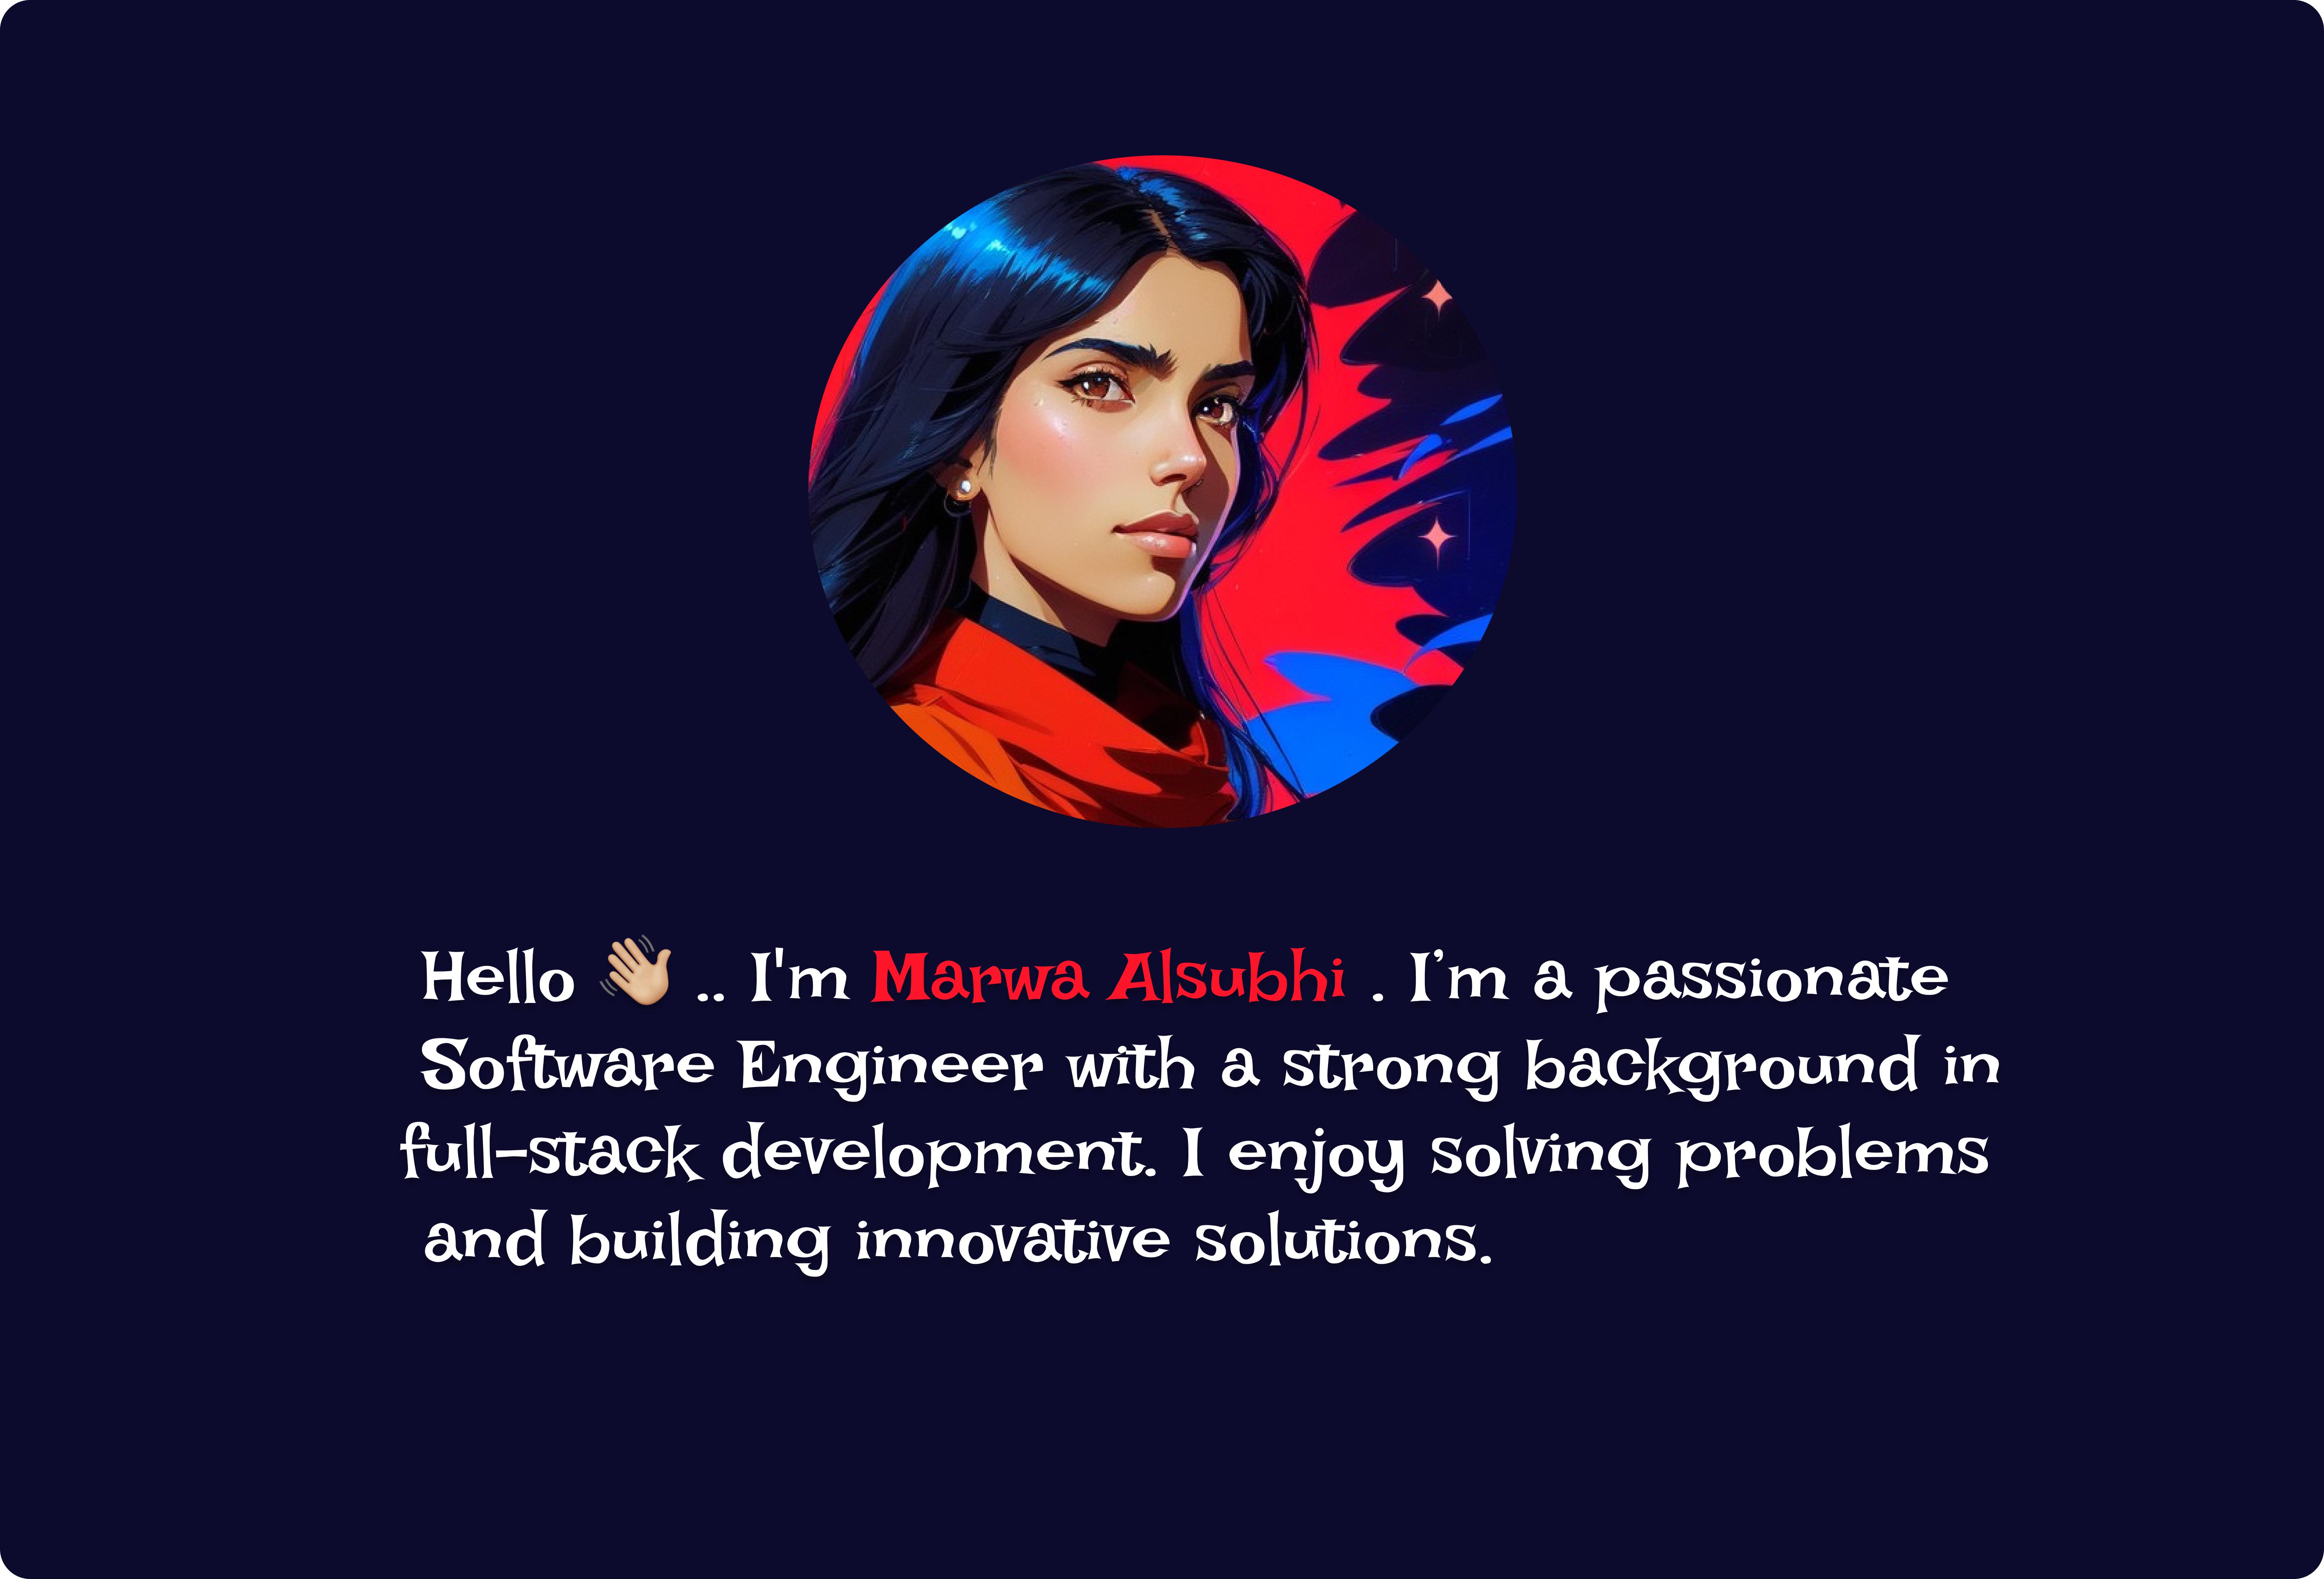 Hello 👋🏼 .. I'm Marwa Alsubhi . I’m a passionate
Software Engineer with a strong background in
full-stack development. I enjoy solving problems
and building innovative solutions.